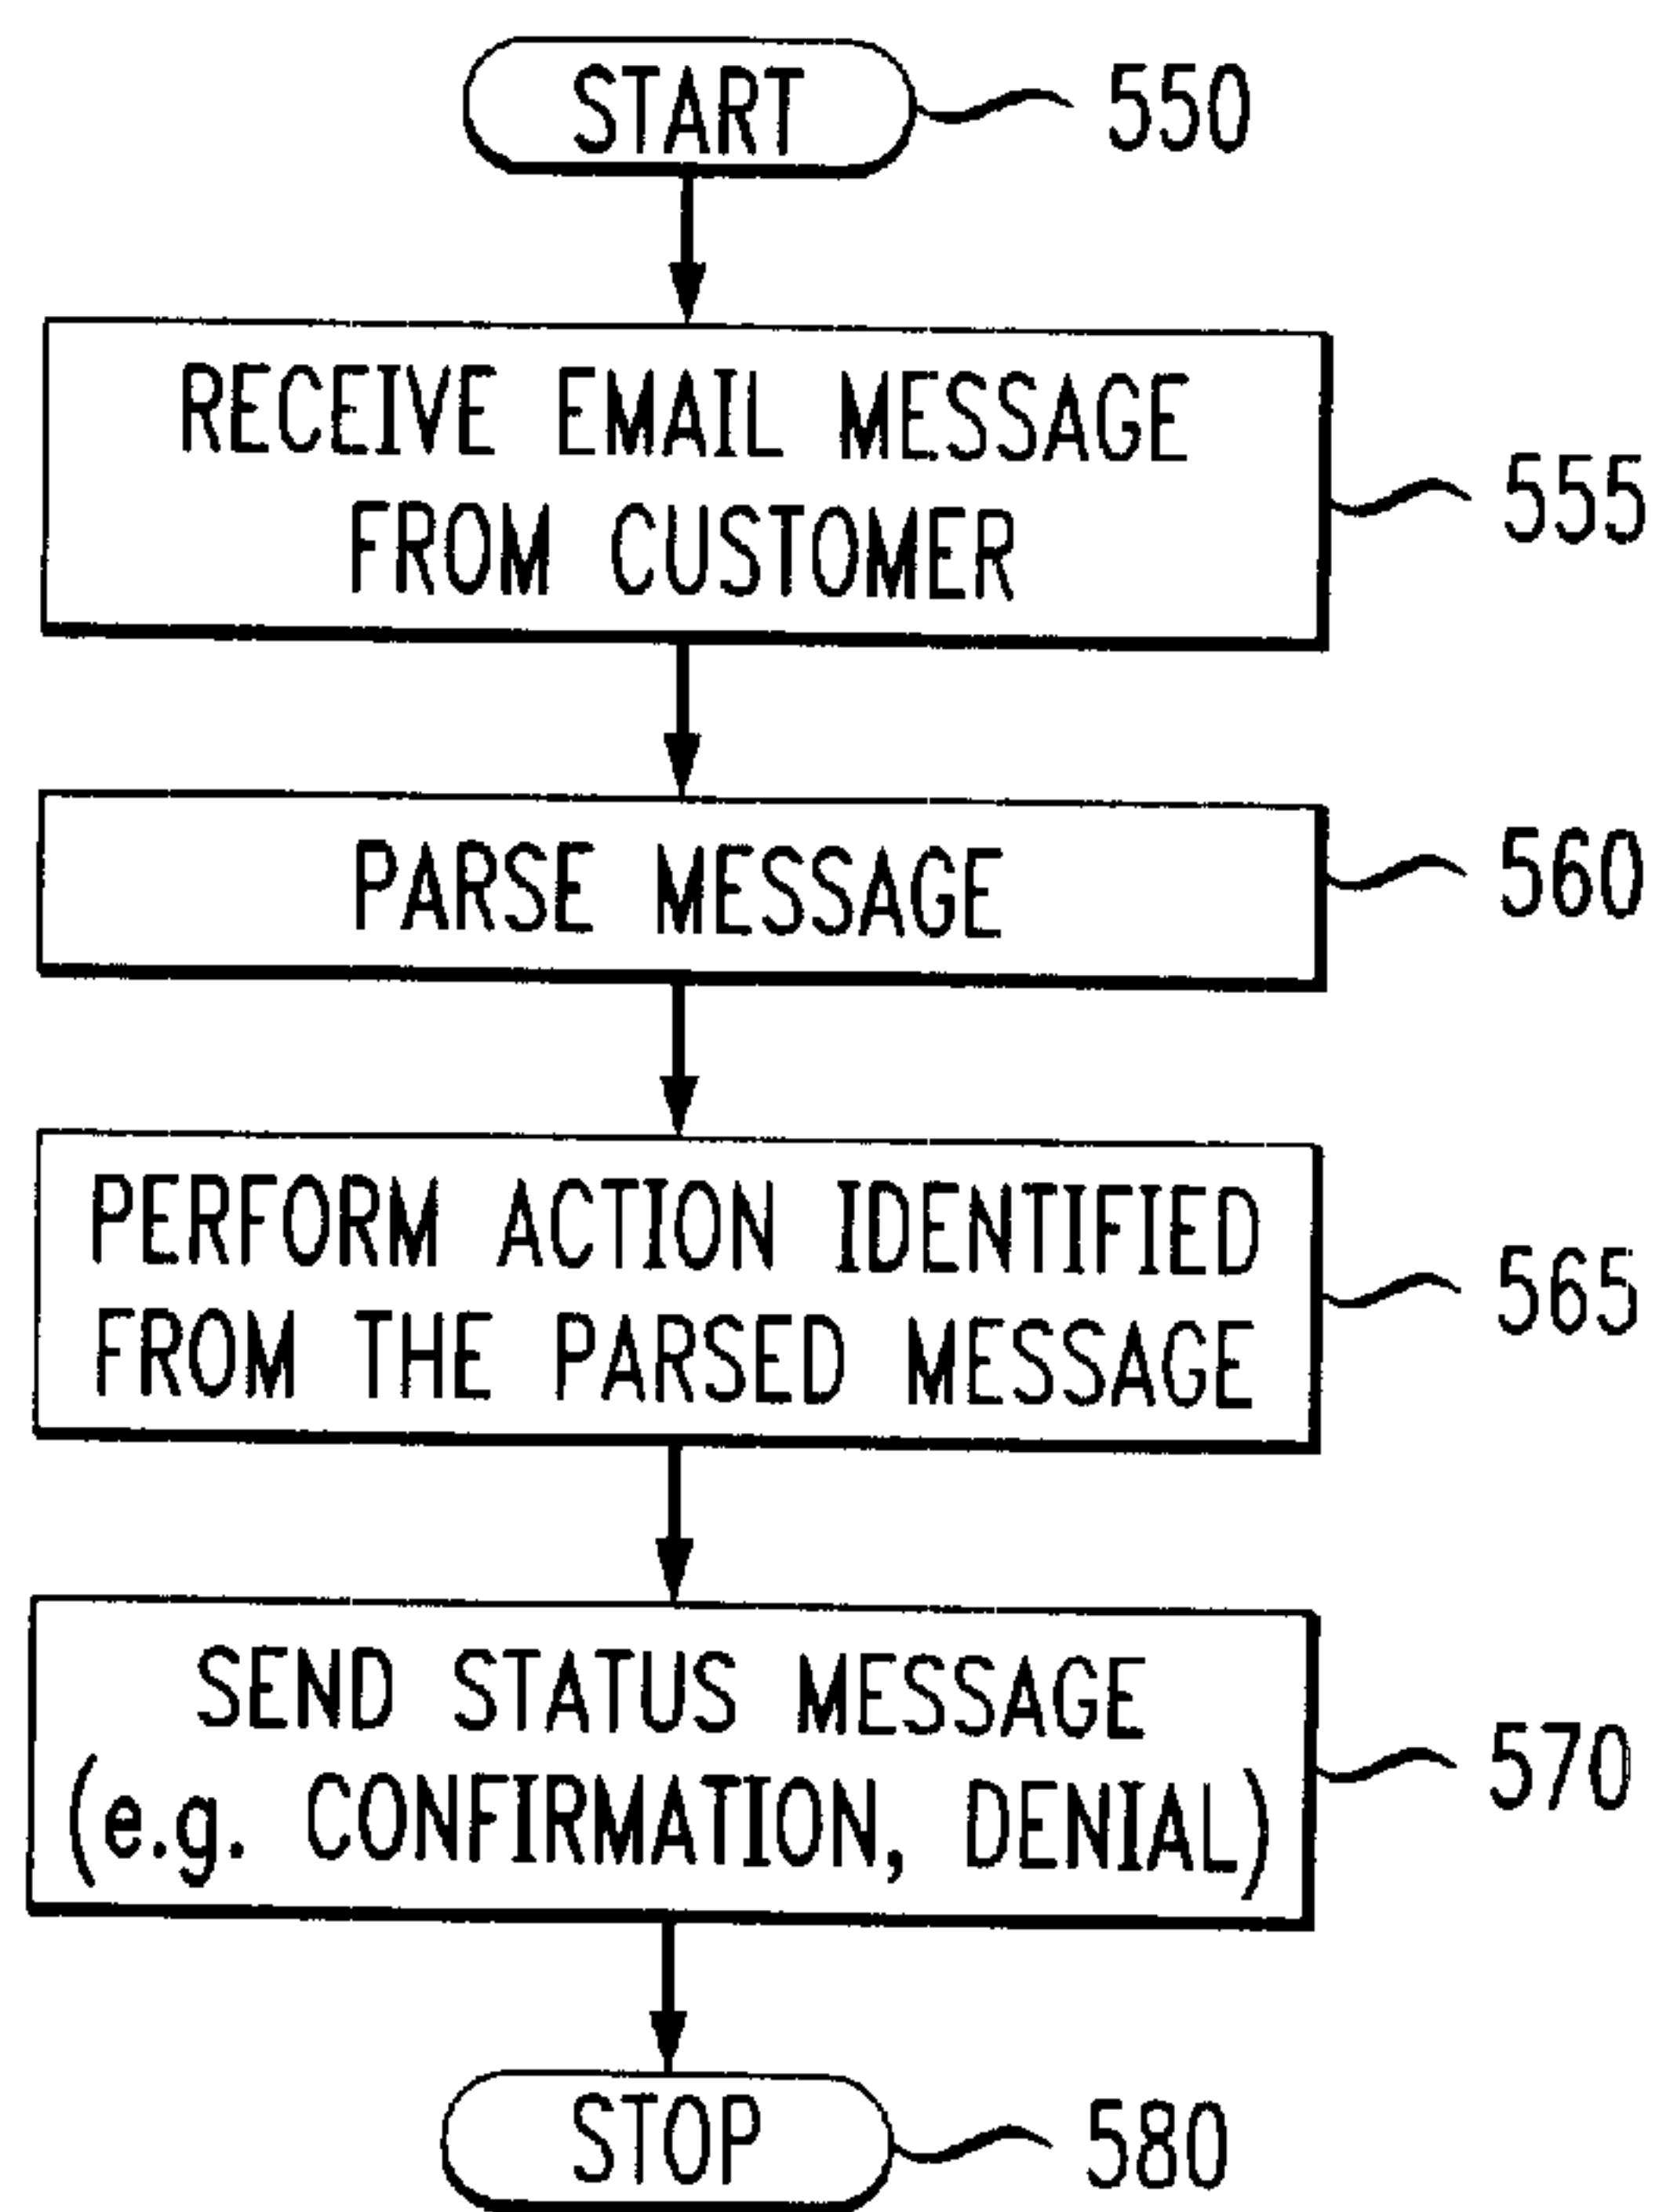 START 550
RECEIVE EMAIL MESSAGE
FROM CUSTOMER
555
PARSE MESSAGE 560
PERFORM ACTION IDENTIFIED
FROM THE PARSED MESSAGE
565
SEND STATUS MESSAGE
(e.g. CONFIRMATION, DENIAL)
570
STOP 580